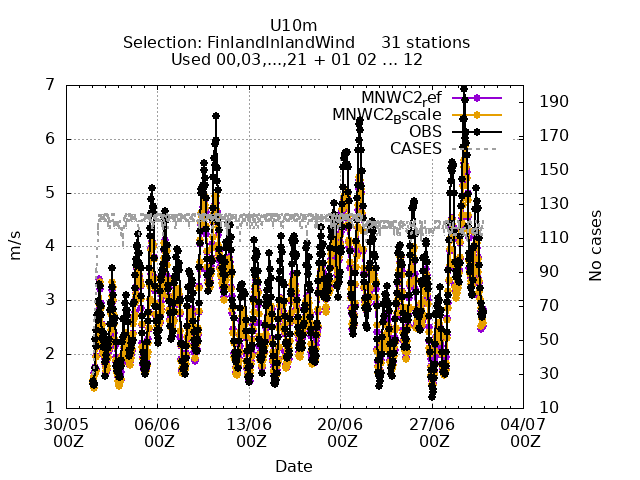 U10m
Selection: FinlandInlandWind 31 stations
Used 00,03,...,21 + 01 02 ... 12
MNWC2ref
MNWC2Bscale
OBS
CASES
7
6
5
4
3
2
1
m/s
190
170
150
130
110
90
70
50
30
10
No cases
30/05 06/06 13/06 20/06 27/06 04/07
00Z 00Z 00Z 00Z 00Z 00Z
Date